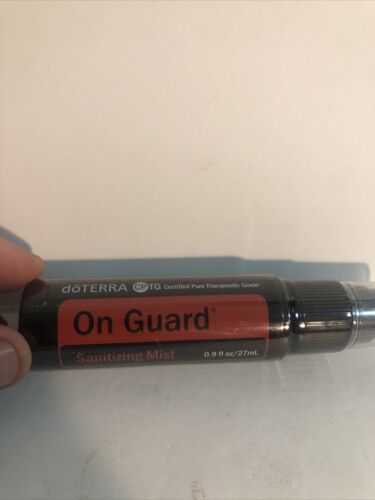 dōTERRA CPTG Certified Pure Therapeutic Grade®
On Guard®
Sanitizing Mist 0.9 fl oz/27mL